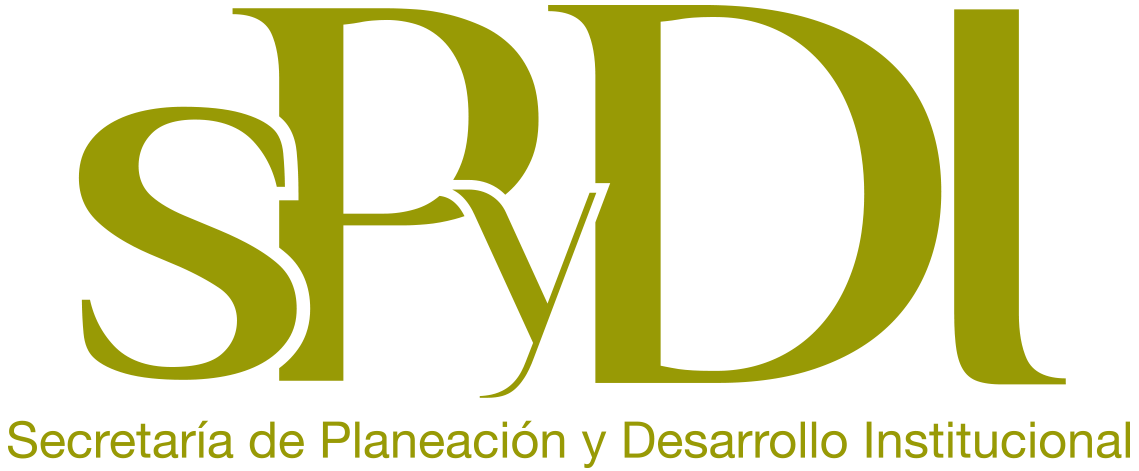 sPyDI
Secretaría de Planeación y Desarrollo Institucional